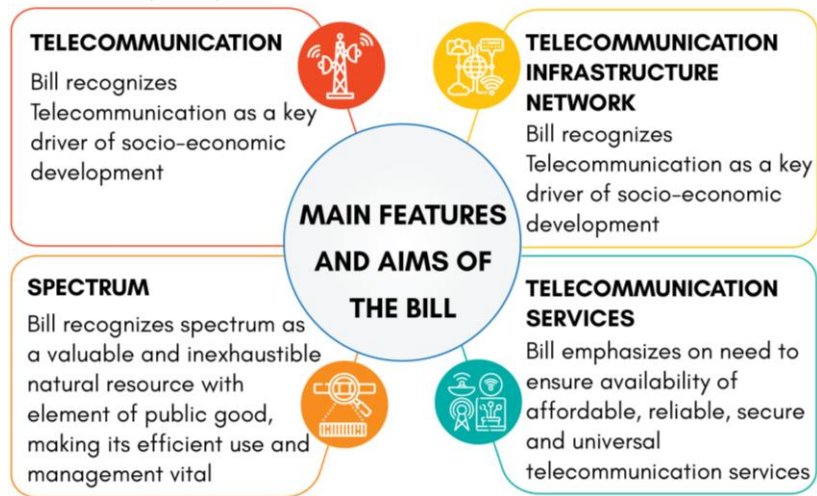 TELECOMMUNICATION
Bill recognizes
Telecommunication as a key
driver of socio-economic
development
TELECOMMUNICATION
INFRASTRUCTURE
NETWORK
Bill recognizes
Telecommunication as a key
driver of socio-economic
development
MAIN FEATURES
AND AIMS OF
THE BILL
SPECTRUM
Bill recognizes spectrum as
a valuable and inexhaustible
natural resource with
element of public good,
making its efficient use and
management vital
TELECOMMUNICATION
SERVICES
Bill emphasizes on need to
ensure availability of
affordable, reliable, secure
and universal
telecommunication services